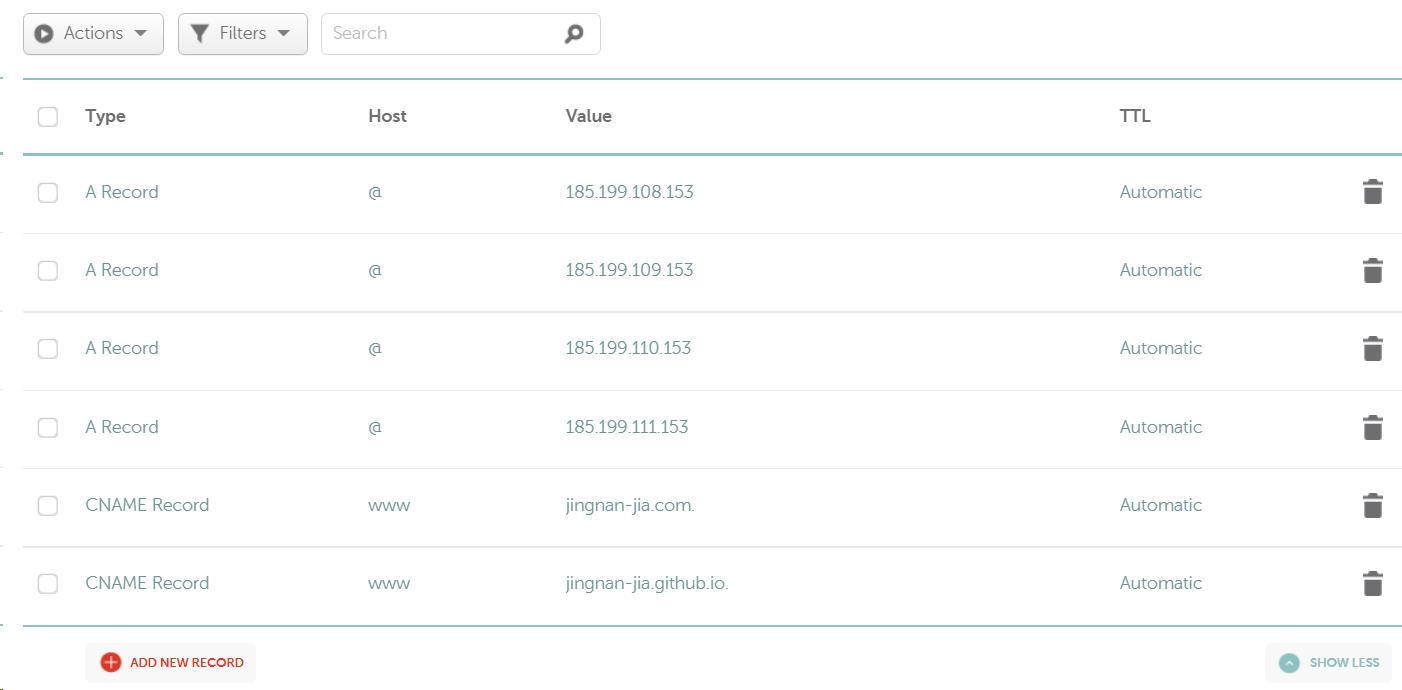 Actions Filters Search
Type Host Value TTL
A Record @ 185.199.108.153 Automatic
A Record @ 185.199.109.153 Automatic
A Record @ 185.199.110.153 Automatic
A Record @ 185.199.111.153 Automatic
CNAME Record www jingnan-jia.com. Automatic
CNAME Record www jingnan-jia.github.io. Automatic
ADD NEW RECORD SHOW LESS